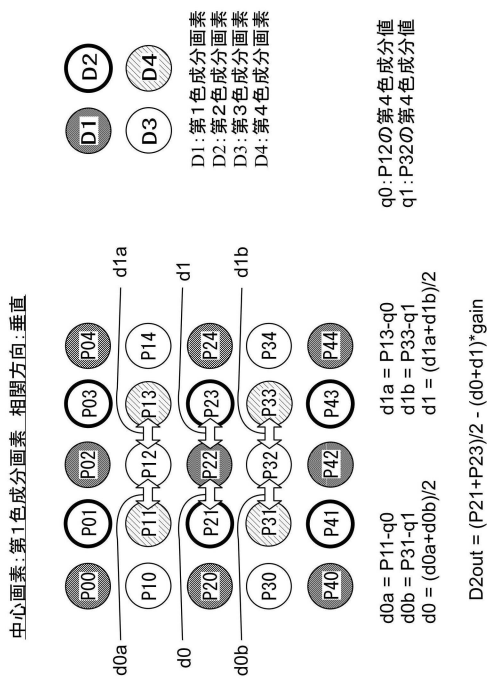 中心画素:第1色成分画素 相関方向:垂直
P00 P01 P02 P03 P04
P10 P11 P12 P13 P14
P20 P21 P22 P23 P24
P30 P31 P32 P33 P34
P40 P41 P42 P43 P44
d0a
d0
d0b
d1a
d1
d1b
D1 D2
D3 D4
D1:第1色成分画素
D2:第2色成分画素
D3:第3色成分画素
D4:第4色成分画素
q0:P12の第4色成分値
q1:P32の第4色成分値
d0a = P11-q0
d0b = P31-q1
d0 = (d0a+d0b)/2
d1a = P13-q0
d1b = P33-q1
d1 = (d1a+d1b)/2
D2out = (P21+P23)/2 - (d0+d1)*gain